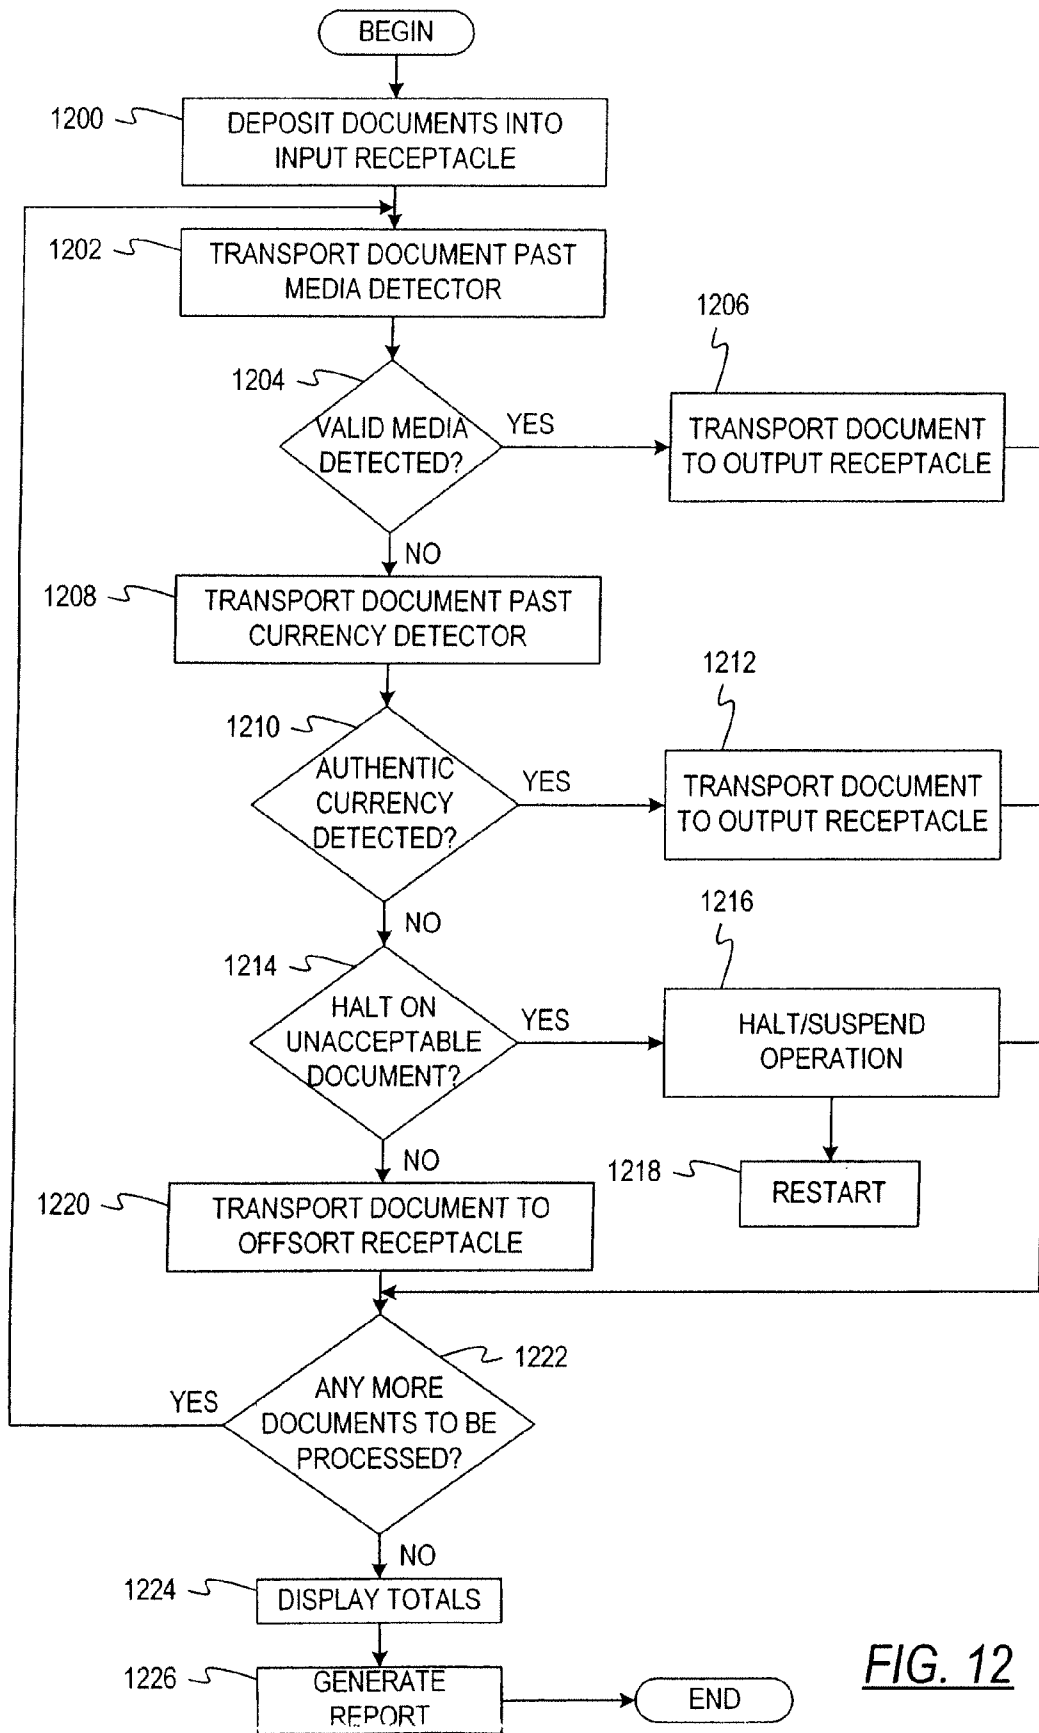 BEGIN
1200
DEPOSIT DOCUMENTS INTO
INPUT RECEPTACLE
1202
TRANSPORT DOCUMENT PAST
MEDIA DETECTOR
1204
VALID MEDIA
DETECTED?
YES
1206
TRANSPORT DOCUMENT
TO OUTPUT RECEPTACLE
NO
1208
TRANSPORT DOCUMENT PAST
CURRENCY DETECTOR
1210
AUTHENTIC
CURRENCY
DETECTED?
YES
1212
TRANSPORT DOCUMENT
TO OUTPUT RECEPTACLE
NO
1214
HALT ON
UNACCEPTABLE
DOCUMENT?
YES
1216
HALT/SUSPEND
OPERATION
1218
RESTART
NO
1220
TRANSPORT DOCUMENT TO
OFFSORT RECEPTACLE
1222
ANY MORE
DOCUMENTS TO BE
PROCESSED?
YES
NO
1224
DISPLAY TOTALS
1226
GENERATE
REPORT
END
FIG. 12